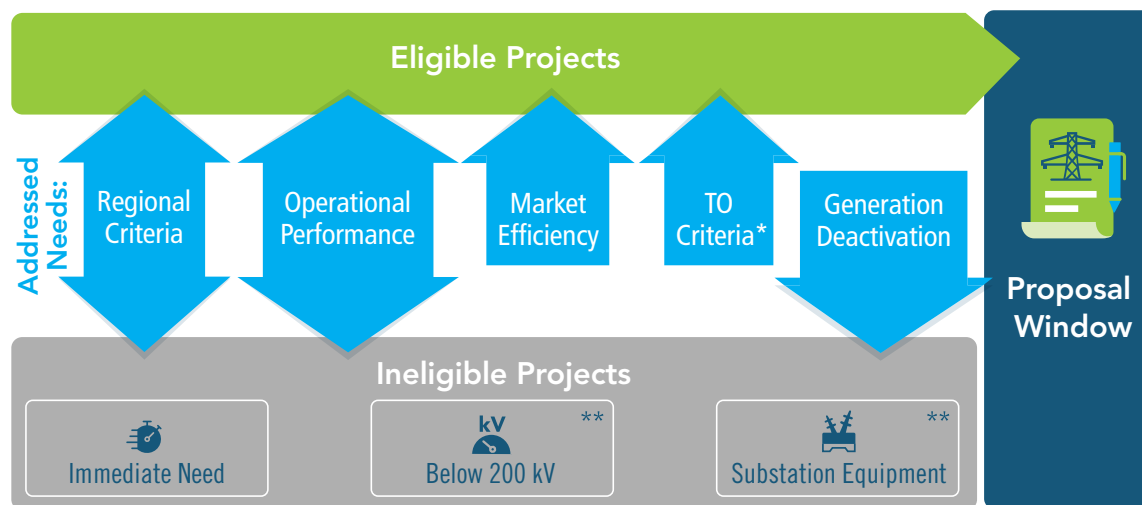 Eligible Projects
Addressed
Needs:
Regional
Criteria
Operational
Performance
Market
Efficiency
TO
Criteria*
Generation
Deactivation
Proposal
Window
Ineligible Projects
Immediate Need
kV
**
Below 200 kV
**
Substation Equipment